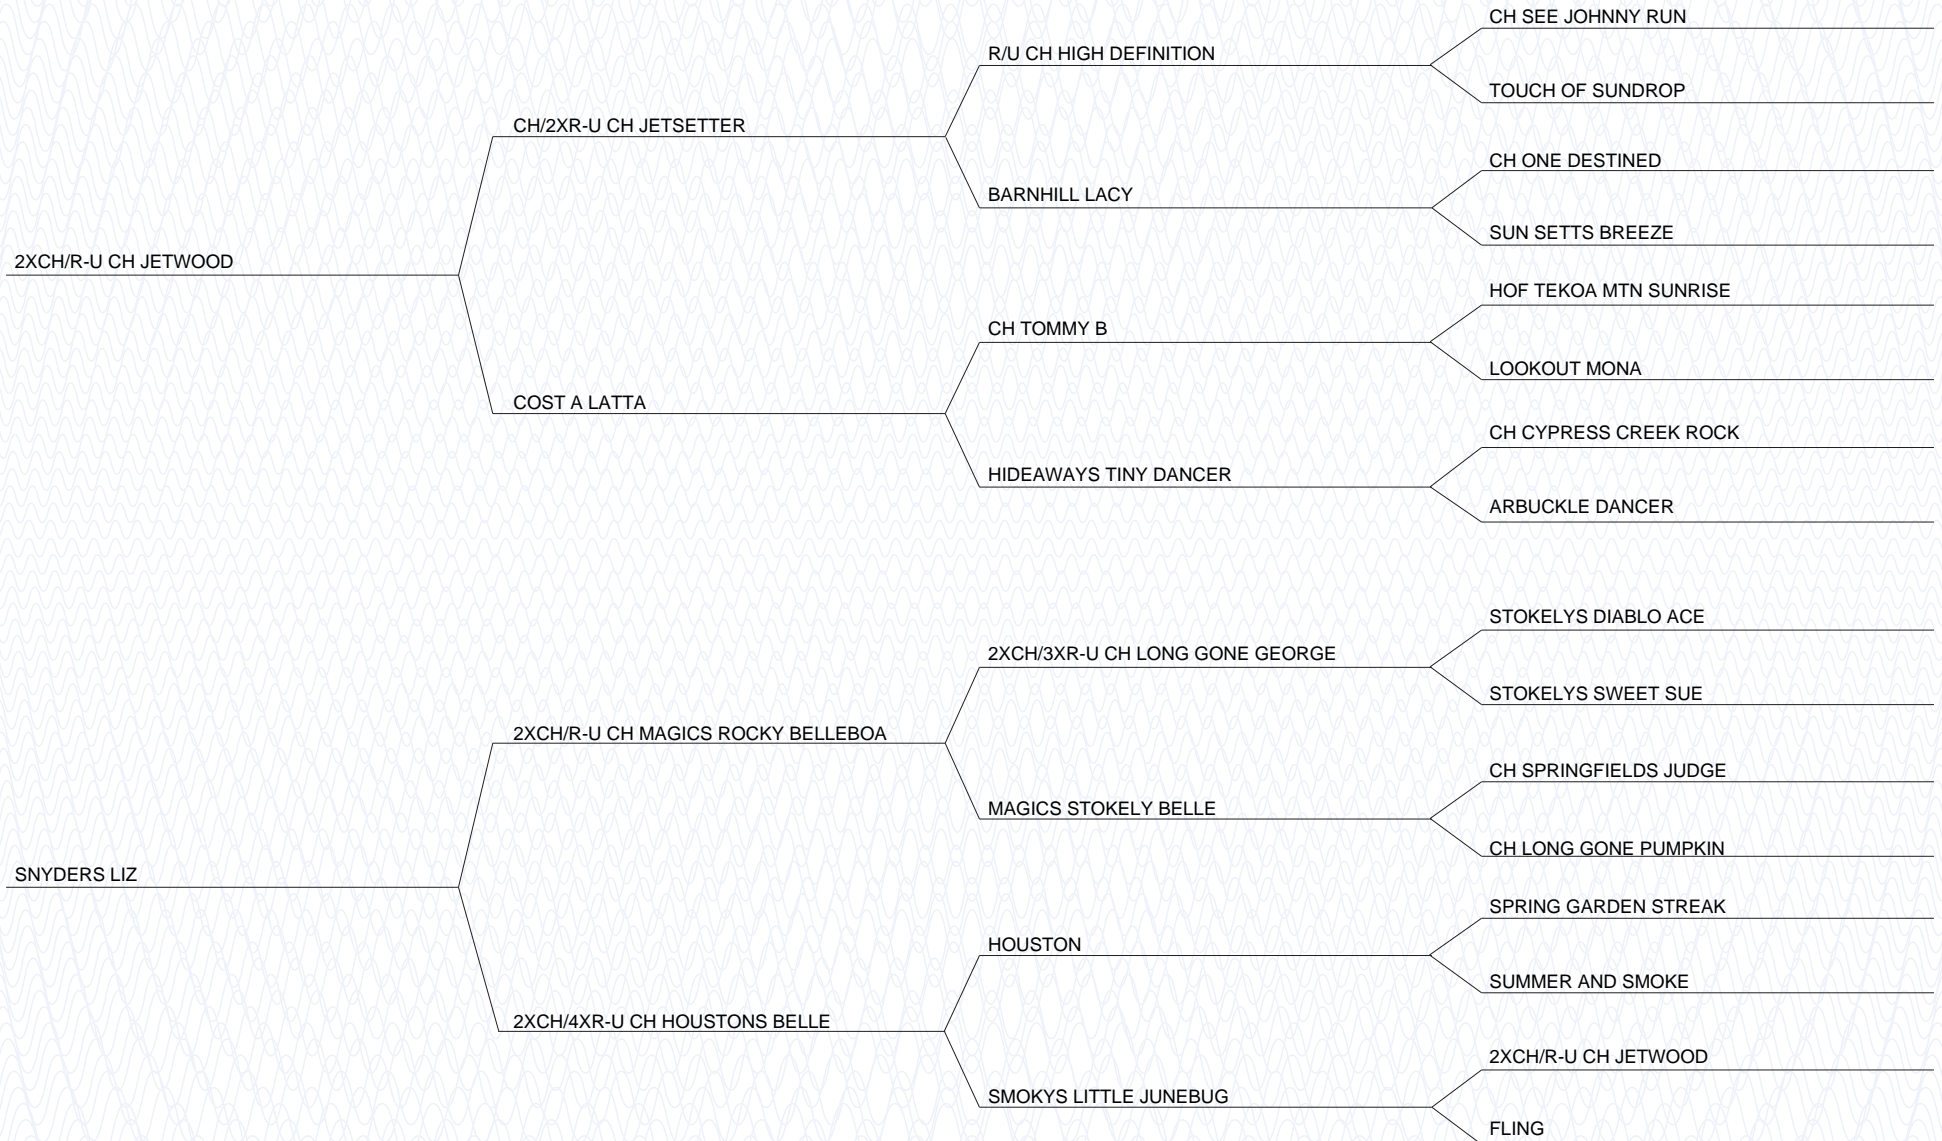 CH SEE JOHNNY RUN
R/U CH HIGH DEFINITION
TOUCH OF SUNDROP
CH/2XR-U CH JETSETTER
CH ONE DESTINED
BARNHILL LACY
SUN SETTS BREEZE
2XCH/R-U CH JETWOOD
HOF TEKOA MTN SUNRISE
CH TOMMY B
LOOKOUT MONA
COST A LATTA
CH CYPRESS CREEK ROCK
HIDEAWAYS TINY DANCER
ARBUCKLE DANCER
STOKELYS DIABLO ACE
2XCH/3XR-U CH LONG GONE GEORGE
STOKELYS SWEET SUE
2XCH/R-U CH MAGICS ROCKY BELLEBOA
CH SPRINGFIELDS JUDGE
MAGICS STOKELY BELLE
CH LONG GONE PUMPKIN
SNYDERS LIZ
SPRING GARDEN STREAK
HOUSTON
SUMMER AND SMOKE
2XCH/4XR-U CH HOUSTONS BELLE
2XCH/R-U CH JETWOOD
SMOKYS LITTLE JUNEBUG
FLING